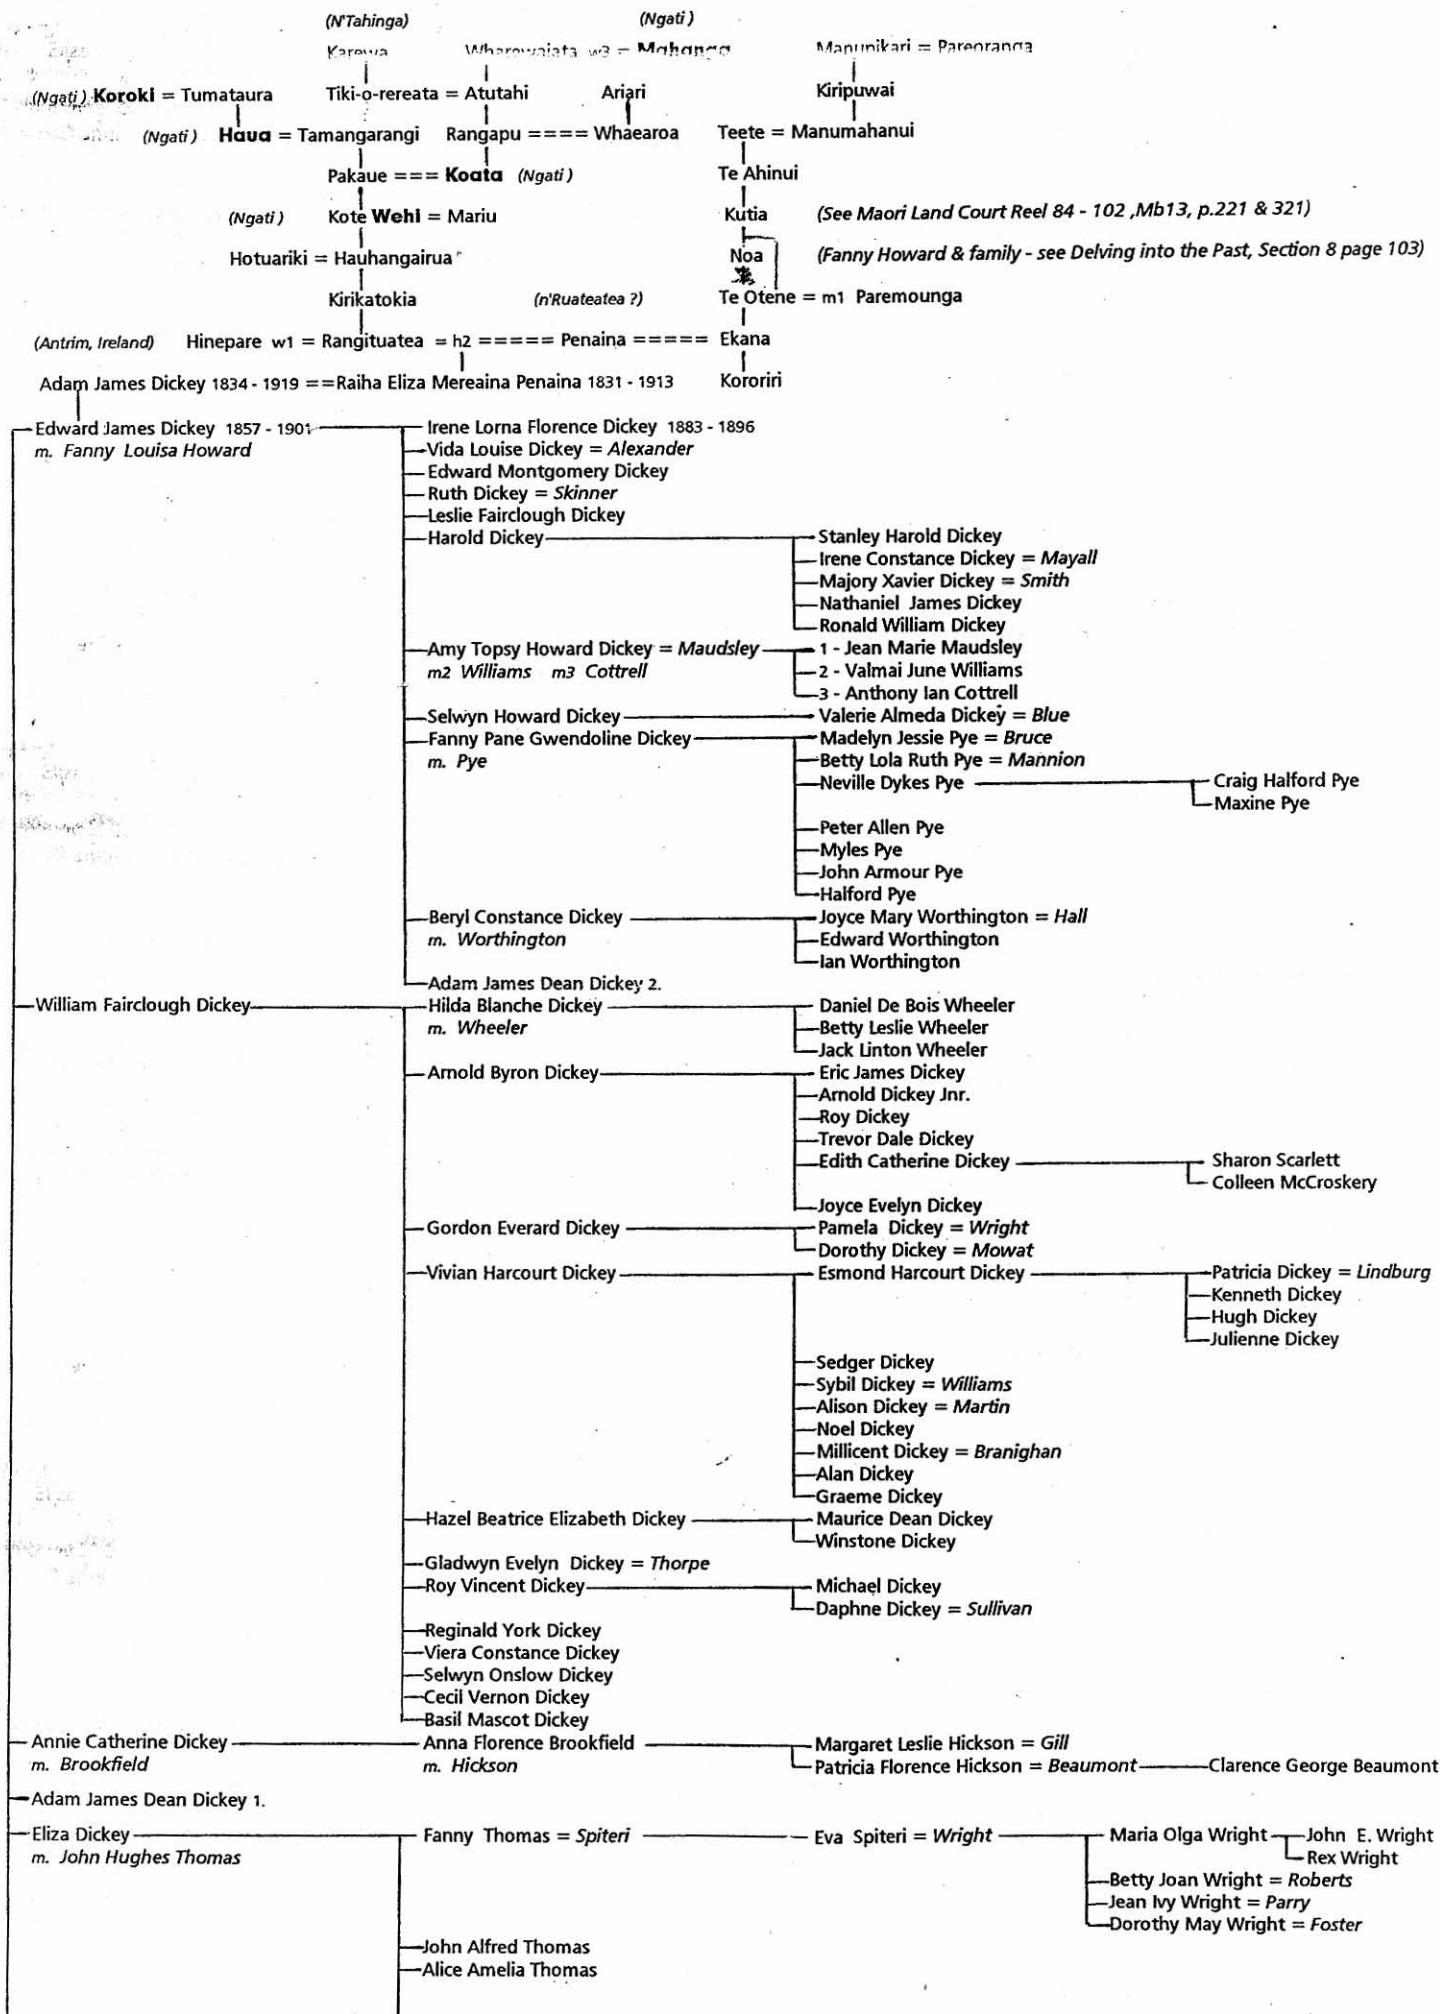 (N'Tahinga) (Ngati )
Karewa Wharewaiata w3 = Mahanga Manunikari = Pareoranga
(Ngati ) Koroki = Tumataura Tiki-o-rereata = Atutahi Ariari Kiripuwai
(Ngati ) Haua = Tamangarangi Rangapu ==== Whaearoa Teete = Manumahanui
Pakaue === Koata (Ngati ) Te Ahinui
(Ngati ) Kote Wehi = Mariu Kutia (See Maori Land Court Reel 84 - 102 ,Mb13, p.221 & 321)
Hotuariki = Hauhangairua Noa (Fanny Howard & family - see Delving into the Past, Section 8 page 103)
Kirikatokia (n'Ruateatea ?) Te Otene = m1 Paremounga
(Antrim, Ireland) Hinepare w1 = Rangituatea = h2 ===== Penaina ===== Ekana
Adam James Dickey 1834 - 1919 ==Raiha Eliza Mereaina Penaina 1831 - 1913 Kororiri
Edward James Dickey 1857 - 1901 Irene Lorna Florence Dickey 1883 - 1896
m. Fanny Louisa Howard Vida Louise Dickey = Alexander
Edward Montgomery Dickey
Ruth Dickey = Skinner
Leslie Fairclough Dickey
Harold Dickey Stanley Harold Dickey
Irene Constance Dickey = Mayall
Majory Xavier Dickey = Smith
Nathaniel James Dickey
Ronald William Dickey
Amy Topsy Howard Dickey = Maudsley 1 - Jean Marie Maudsley
m2 Williams m3 Cottrell 2 - Valmai June Williams
3 - Anthony Ian Cottrell
Selwyn Howard Dickey Valerie Almeda Dickey = Blue
Fanny Pane Gwendoline Dickey Madelyn Jessie Pye = Bruce
m. Pye Betty Lola Ruth Pye = Mannion
Neville Dykes Pye Craig Halford Pye
Maxine Pye
Peter Allen Pye
Myles Pye
John Armour Pye
Halford Pye
Beryl Constance Dickey Joyce Mary Worthington = Hall
m. Worthington Edward Worthington
Ian Worthington
Adam James Dean Dickey 2.
William Fairclough Dickey Hilda Blanche Dickey Daniel De Bois Wheeler
m. Wheeler Betty Leslie Wheeler
Jack Linton Wheeler
Arnold Byron Dickey Eric James Dickey
Arnold Dickey Jnr.
Roy Dickey
Trevor Dale Dickey
Edith Catherine Dickey Sharon Scarlett
Colleen McCroskery
Joyce Evelyn Dickey
Gordon Everard Dickey Pamela Dickey = Wright
Dorothy Dickey = Mowat
Vivian Harcourt Dickey Esmond Harcourt Dickey Patricia Dickey = Lindburg
Kenneth Dickey
Hugh Dickey
Julienne Dickey
Sedger Dickey
Sybil Dickey = Williams
Alison Dickey = Martin
Noel Dickey
Millicent Dickey = Branighan
Alan Dickey
Graeme Dickey
Hazel Beatrice Elizabeth Dickey Maurice Dean Dickey
Winstone Dickey
Gladwyn Evelyn Dickey = Thorpe
Roy Vincent Dickey Michael Dickey
Daphne Dickey = Sullivan
Reginald York Dickey
Viera Constance Dickey
Selwyn Onslow Dickey
Cecil Vernon Dickey
Basil Mascot Dickey
Annie Catherine Dickey Anna Florence Brookfield Margaret Leslie Hickson = Gill
m. Brookfield m. Hickson Patricia Florence Hickson = Beaumont Clarence George Beaumont
Adam James Dean Dickey 1.
Eliza Dickey Fanny Thomas = Spiteri Eva Spiteri = Wright Maria Olga Wright John E. Wright
m. John Hughes Thomas Rex Wright
Betty Joan Wright = Roberts
Jean Ivy Wright = Parry
Dorothy May Wright = Foster
John Alfred Thomas
Alice Amelia Thomas